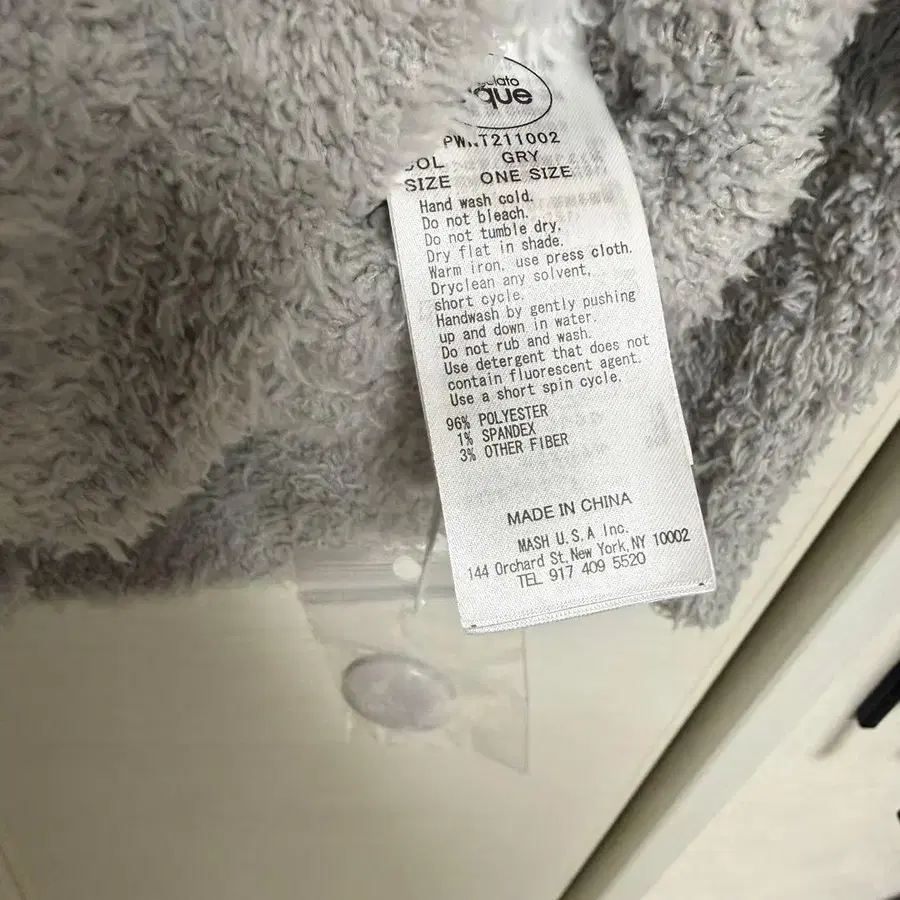 que
T211002
GRY
SIZE ONE SIZE
Hand wash cold.
Do not bleach.
Do not tumble dry.
Dry flat in shade.
Warm iron, use press cloth.
Dryclean any solvent,
short cycle.
Handwash by gently pushing
up and down in water.
Do not rub and wash.
Use detergent that does not
contain fluorescent agent.
Use a short spin cycle.
96% POLYESTER
1% SPANDEX
3% OTHER FIBER
MADE IN CHINA
MASH U.S.A Inc.
144 Orchard St, New York, NY 10002
TEL 917 409 5520